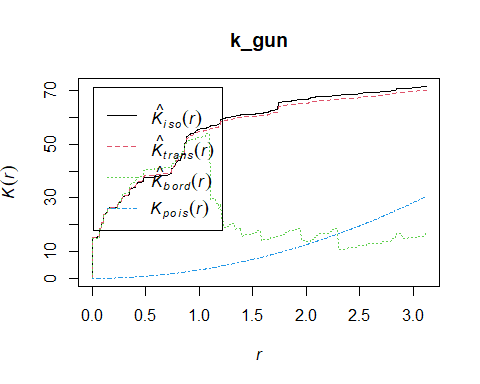 k_gun
K̂iso(r)
K̂trans(r)
K̂bord(r)
Kpois(r)
K(r)
0 10 30 50 70
0.0 0.5 1.0 1.5 2.0 2.5 3.0
r